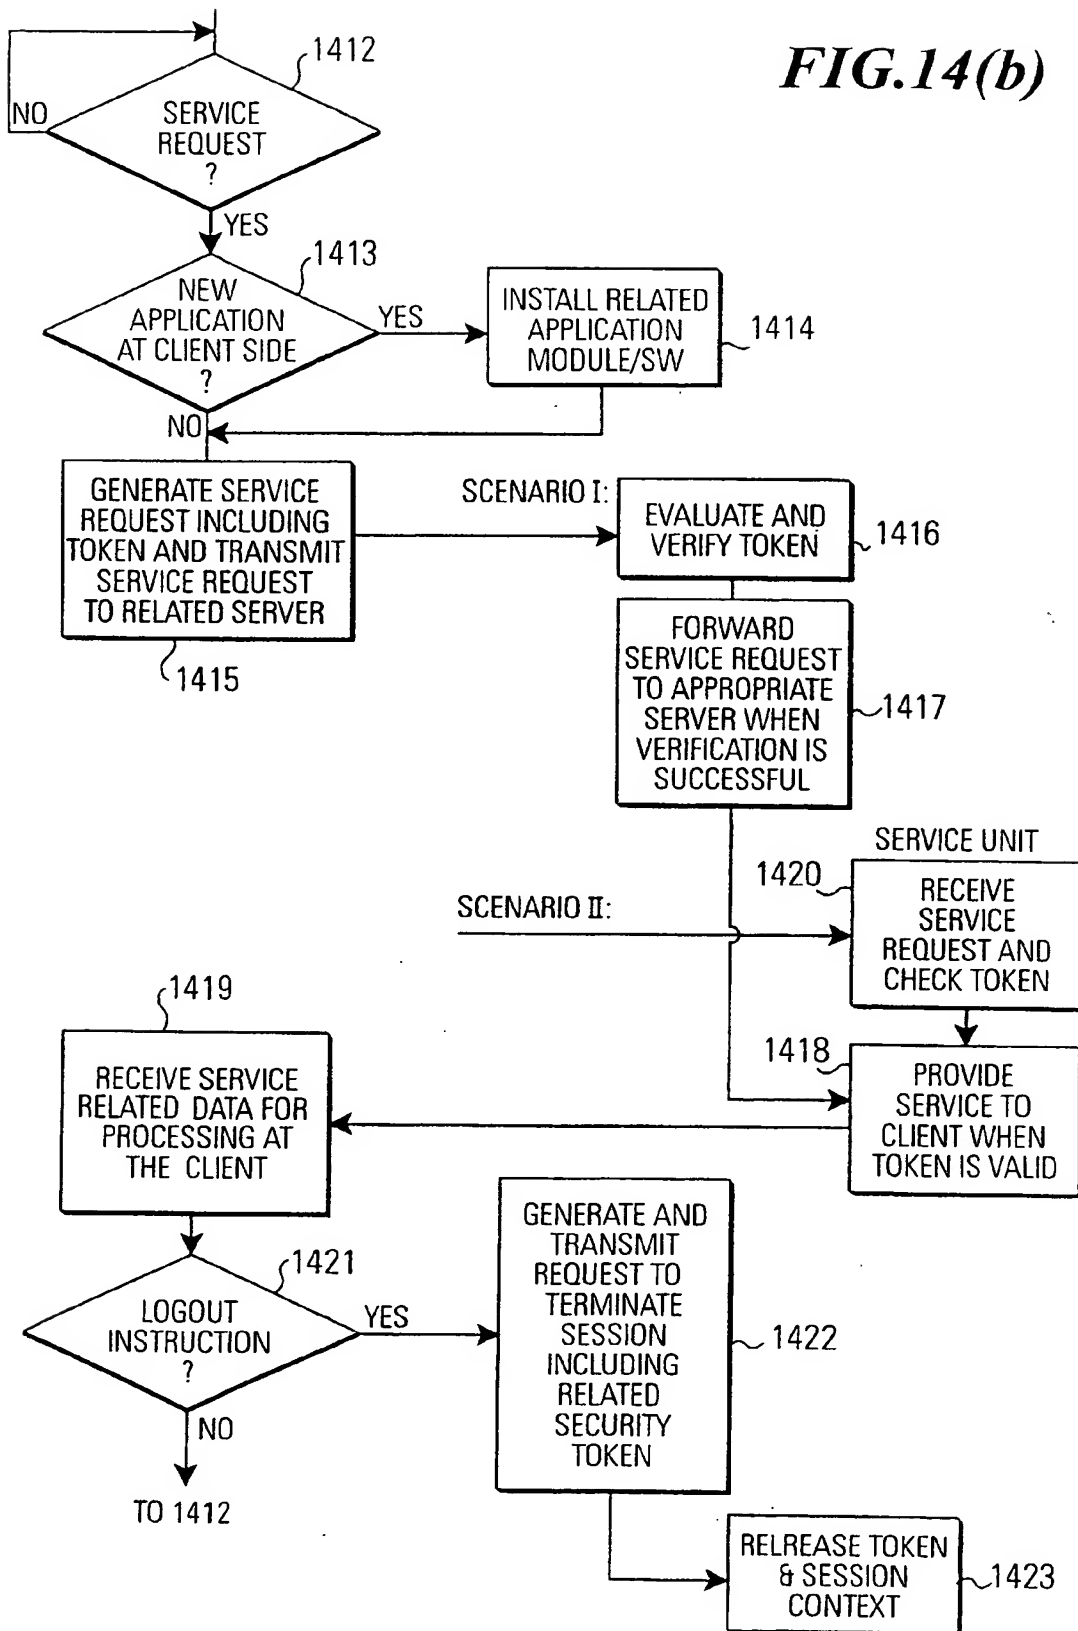 FIG.14(b)
1412
NO
SERVICE
REQUEST
?
YES
1413
NEW
APPLICATION
AT CLIENT SIDE
?
YES
INSTALL RELATED
APPLICATION
MODULE/SW
1414
NO
GENERATE SERVICE
REQUEST INCLUDING
TOKEN AND TRANSMIT
SERVICE REQUEST
TO RELATED SERVER
1415
SCENARIO I:
EVALUATE AND
VERIFY TOKEN
1416
FORWARD
SERVICE REQUEST
TO APPROPRIATE
SERVER WHEN
VERIFICATION IS
SUCCESSFUL
1417
SERVICE UNIT
1420
RECEIVE
SERVICE
REQUEST AND
CHECK TOKEN
SCENARIO II:
1418
PROVIDE
SERVICE TO
CLIENT WHEN
TOKEN IS VALID
1419
RECEIVE SERVICE
RELATED DATA FOR
PROCESSING AT
THE CLIENT
1421
LOGOUT
INSTRUCTION
?
YES
NO
TO 1412
GENERATE AND
TRANSMIT
REQUEST TO
TERMINATE
SESSION
INCLUDING
RELATED
SECURITY
TOKEN
1422
RELREASE TOKEN
& SESSION
CONTEXT
1423